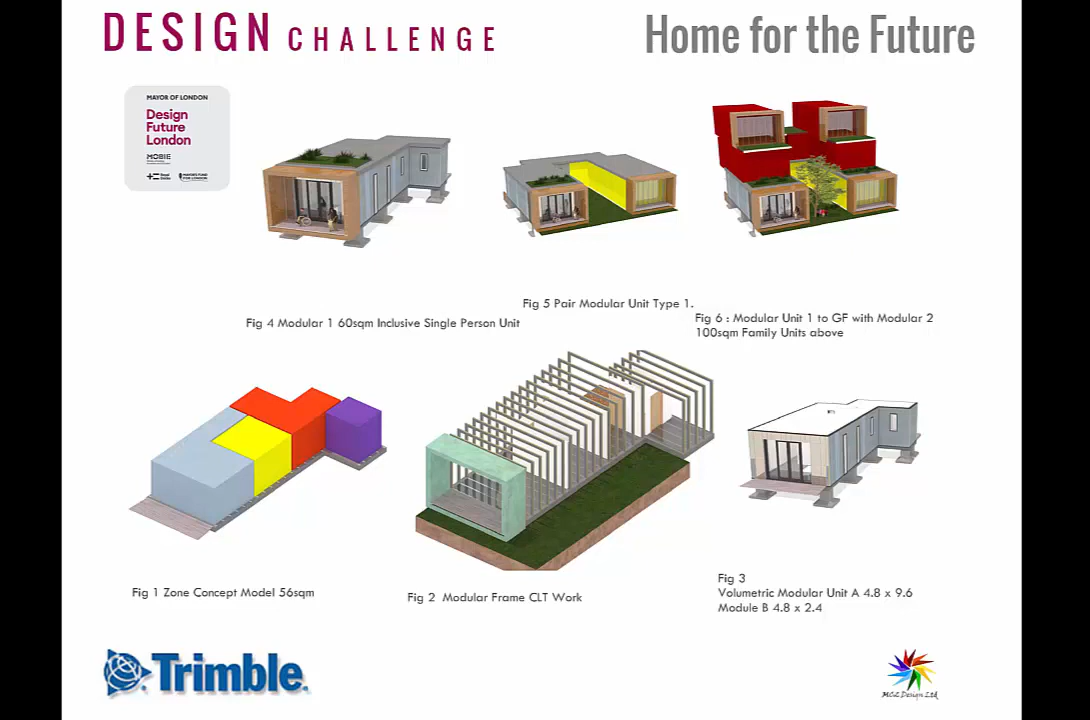 DESIGN CHALLENGE
Home for the Future
MAYOR OF LONDON
Design
Future
London
MOBIE
Fig 4 Modular 1 60sqm Inclusive Single Person Unit
Fig 5 Pair Modular Unit Type 1.
Fig 6 : Modular Unit 1 to GF with Modular 2
100sqm Family Units above
Fig 1 Zone Concept Model 56sqm
Fig 2 Modular Frame CLT Work
Fig 3
Volumetric Modular Unit A 4.8 x 9.6
Module B 4.8 x 2.4
Trimble.